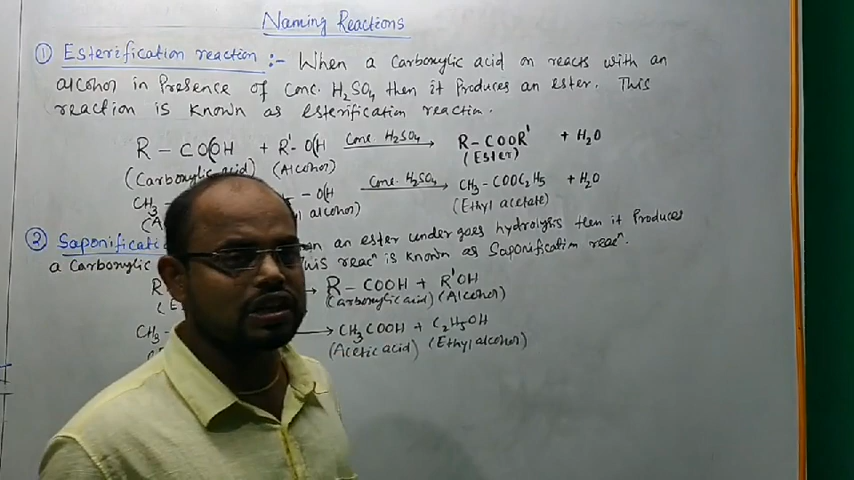 Naming Reactions
① Esterification reaction :- When a Carboxylic acid on reacts with an
alcohol in Presence of Conc. H₂SO₄ then it Produces an ester. This
reaction is known as esterification reaction.
R - COOH + R'- OH Conc H₂SO₄ → R-COOR' + H₂O
(Carboxylic acid) (Alcohol) (Ester)
CH₃ - OH Conc. H₂SO₄ → CH₃-COOC₂H₅ + H₂O
alcohol) (Ethyl acetate)
② an ester undergoes hydrolysis then it Produces
a Carboxylic reacⁿ is known as Saponification reacⁿ.
R → R-COOH + R'OH
(Carboxylic acid) (Alcohol)
CH₃- → CH₃COOH + C₂H₅OH
(Acetic acid) (Ethyl alcohol)